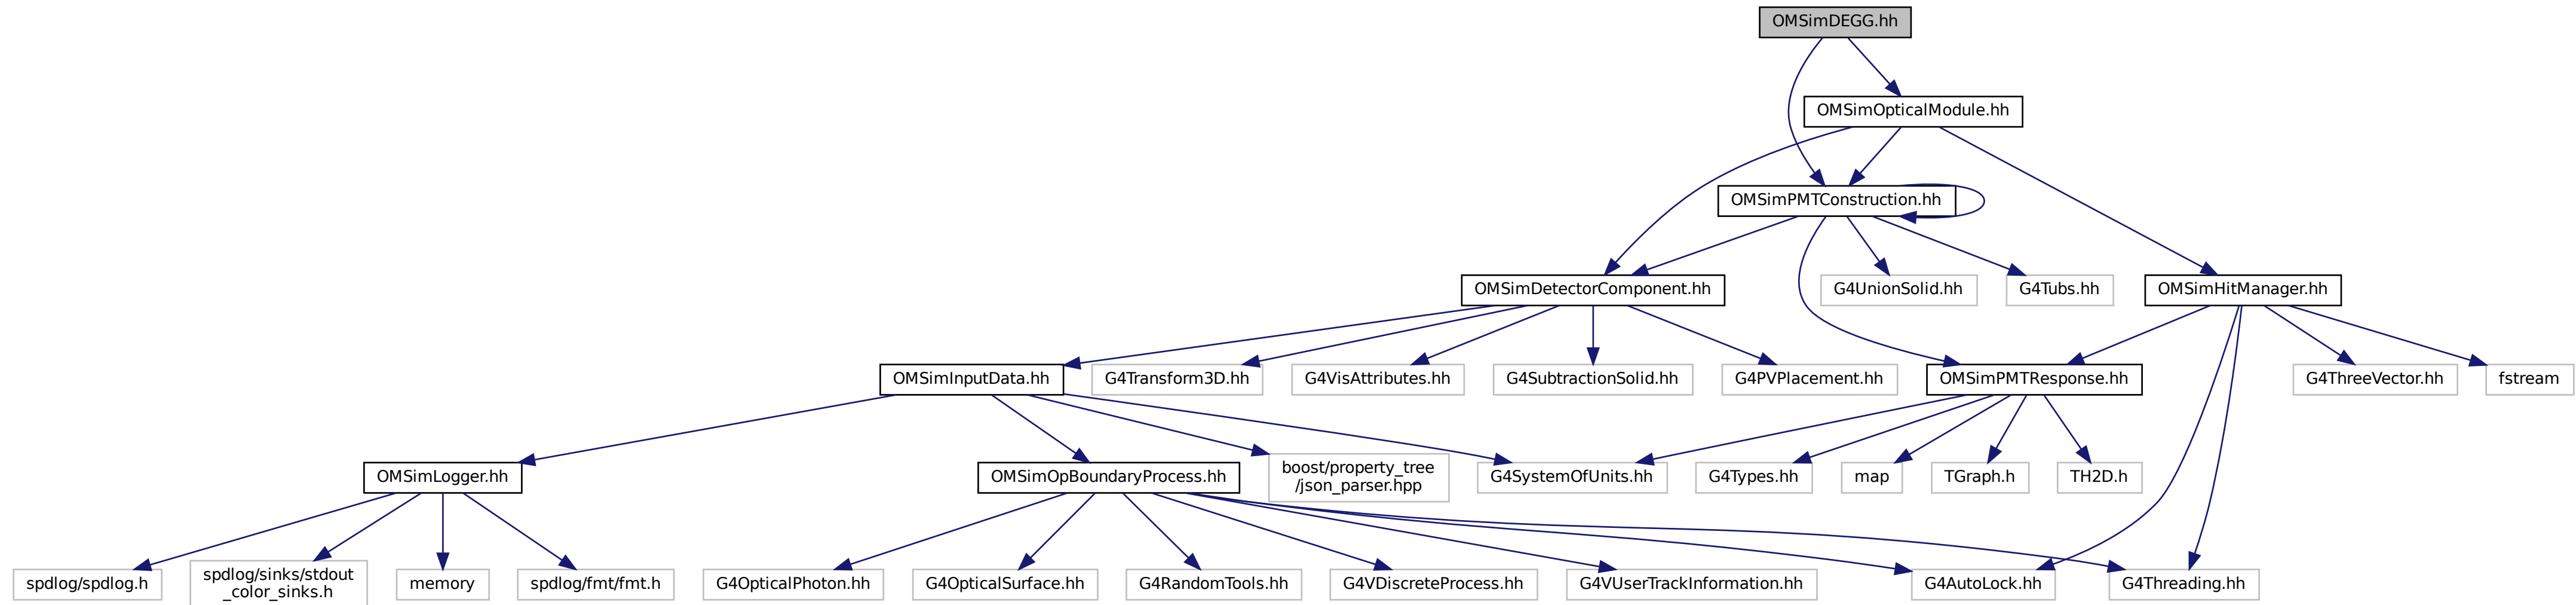 OMSimDEGG.hh
OMSimOpticalModule.hh
OMSimPMTConstruction.hh
OMSimDetectorComponent.hh
G4UnionSolid.hh
G4Tubs.hh
OMSimHitManager.hh
OMSimInputData.hh
G4Transform3D.hh
G4VisAttributes.hh
G4SubtractionSolid.hh
G4PVPlacement.hh
OMSimPMTResponse.hh
G4ThreeVector.hh
fstream
OMSimLogger.hh
OMSimOpBoundaryProcess.hh
boost/property_tree
/json_parser.hpp
G4SystemOfUnits.hh
G4Types.hh
map
TGraph.h
TH2D.h
spdlog/spdlog.h
spdlog/sinks/stdout
_color_sinks.h
memory
spdlog/fmt/fmt.h
G4OpticalPhoton.hh
G4OpticalSurface.hh
G4RandomTools.hh
G4VDiscreteProcess.hh
G4VUserTrackInformation.hh
G4AutoLock.hh
G4Threading.hh